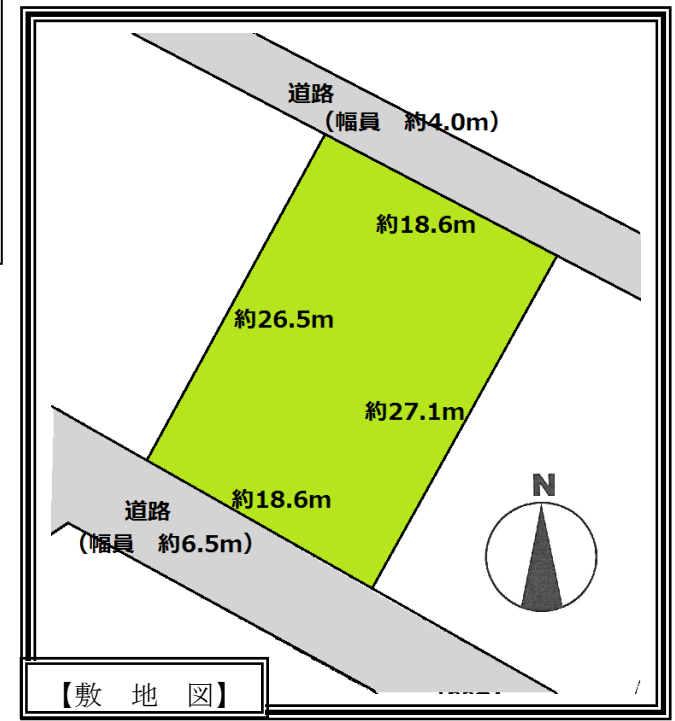 道路
（幅員　約4.0m）
約18.6m
約26.5m
約27.1m
約18.6m
道路
（幅員　約6.5m）
N
【敷　地　図】